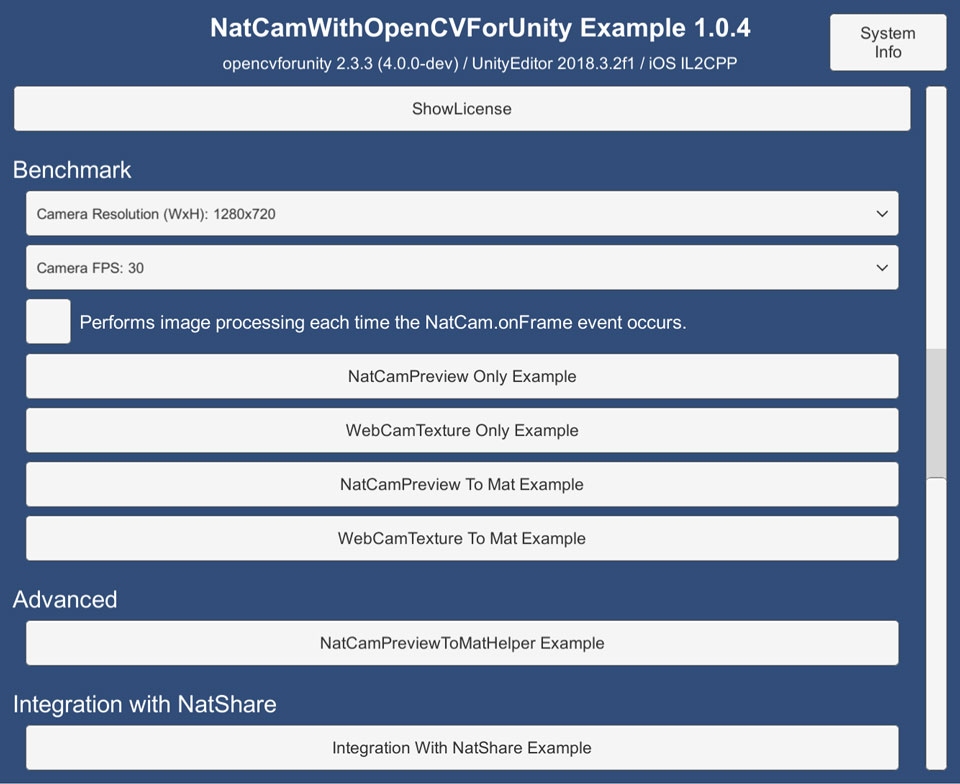 NatCamWithOpenCVForUnity Example 1.0.4
System
Info
opencvforunity 2.3.3 (4.0.0-dev) / UnityEditor 2018.3.2f1 / iOS IL2CPP
ShowLicense
Benchmark
Camera Resolution (WxH): 1280x720
Camera FPS: 30
Performs image processing each time the NatCam.onFrame event occurs.
NatCamPreview Only Example
WebCamTexture Only Example
NatCamPreview To Mat Example
WebCamTexture To Mat Example
Advanced
NatCamPreviewToMatHelper Example
Integration with NatShare
Integration With NatShare Example